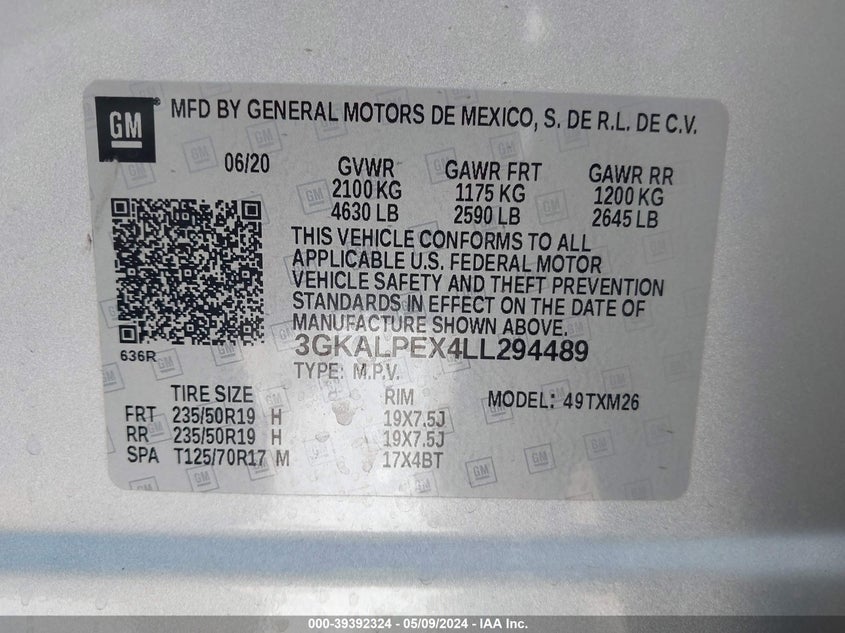 GM MFD BY GENERAL MOTORS DE MEXICO, S. DE R.L. DE C.V.
06/20 GVWR GAWR FRT GAWR RR
2100 KG 1175 KG 1200 KG
4630 LB 2590 LB 2645 LB
THIS VEHICLE CONFORMS TO ALL
APPLICABLE U.S. FEDERAL MOTOR
VEHICLE SAFETY AND THEFT PREVENTION
STANDARDS IN EFFECT ON THE DATE OF
MANUFACTURE SHOWN ABOVE.
636R
3GKALPEX4LL294489
TYPE: M.P.V.
TIRE SIZE RIM MODEL: 49TXM26
FRT 235/50R19 H 19X7.5J
RR 235/50R19 H 19X7.5J
SPA T125/70R17 M 17X4BT
000-39392324 - 05/09/2024 - IAA Inc.